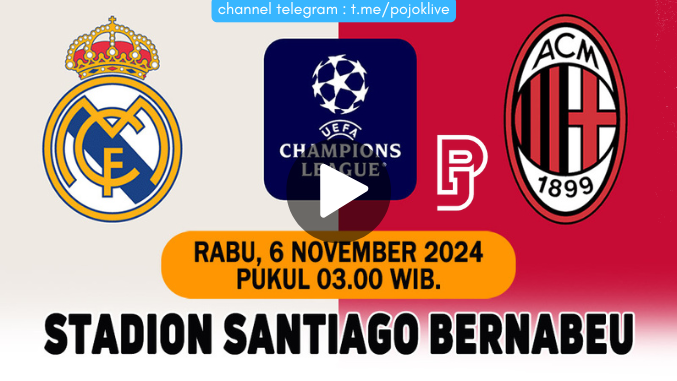 channel telegram : t.me/pojoklive
ACM
UEFA
CHAMPIONS
LEAGUE
1899
RABU, 6 NOVEMBER 2024
PUKUL 03.00 WIB.
STADION SANTIAGO BERNABEU